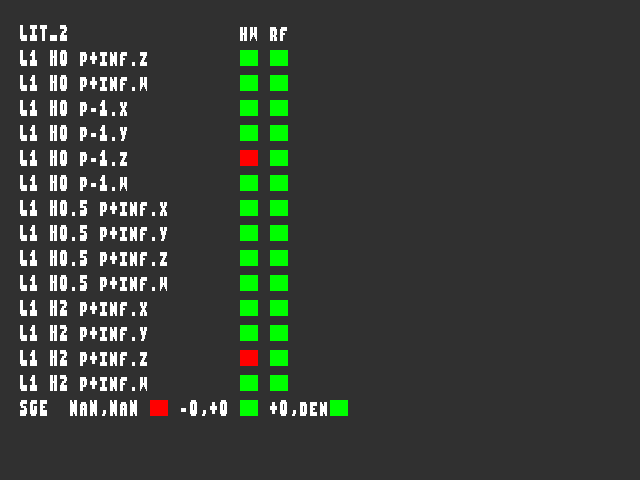 LIT_2 HW RF
L1 H0 P+INF.Z
L1 H0 P+INF.W
L1 H0 P-1.X
L1 H0 P-1.Y
L1 H0 P-1.Z
L1 H0 P-1.W
L1 H0.5 P+INF.X
L1 H0.5 P+INF.Y
L1 H0.5 P+INF.Z
L1 H0.5 P+INF.W
L1 H2 P+INF.X
L1 H2 P+INF.Y
L1 H2 P+INF.Z
L1 H2 P+INF.W
SGE NAN,NAN -0,+0 +0,DEN